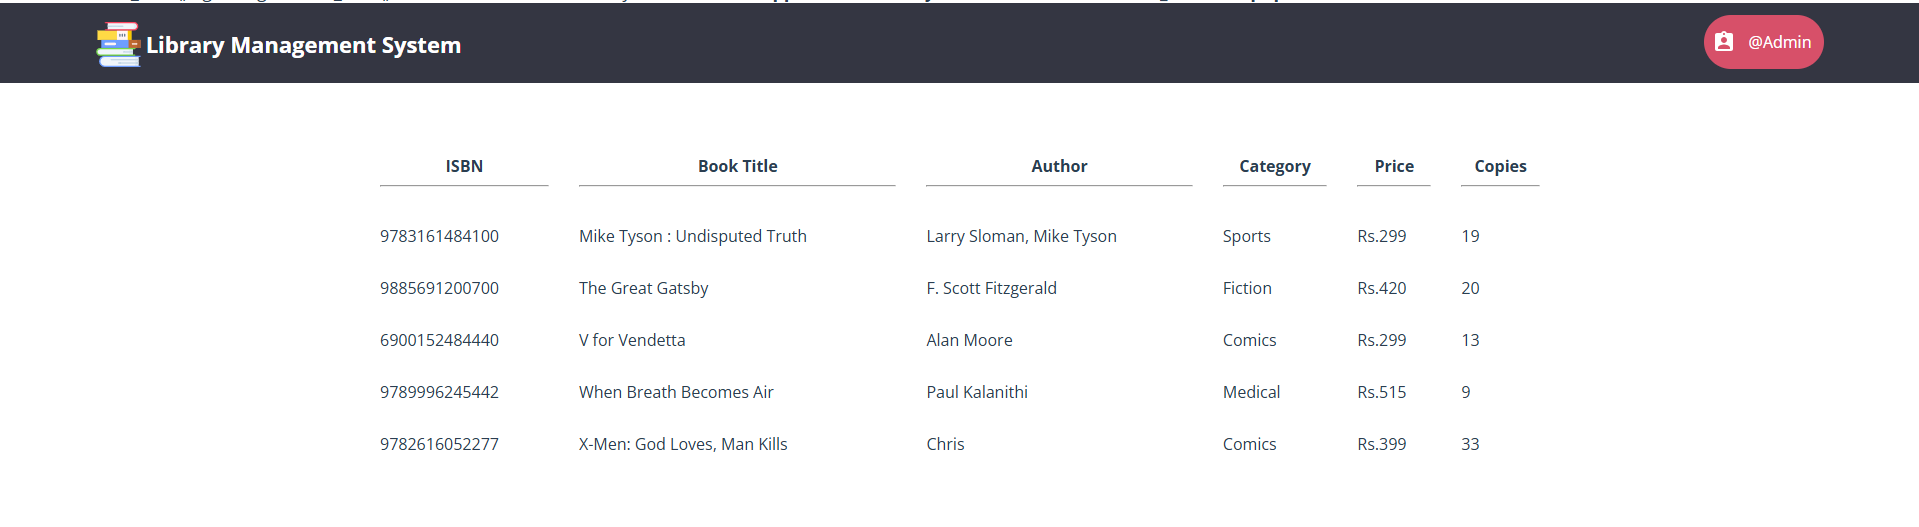 Library Management System
@Admin
ISBN Book Title Author Category Price Copies
9783161484100 Mike Tyson : Undisputed Truth Larry Sloman, Mike Tyson Sports Rs.299 19
9885691200700 The Great Gatsby F. Scott Fitzgerald Fiction Rs.420 20
6900152484440 V for Vendetta Alan Moore Comics Rs.299 13
9789996245442 When Breath Becomes Air Paul Kalanithi Medical Rs.515 9
9782616052277 X-Men: God Loves, Man Kills Chris Comics Rs.399 33